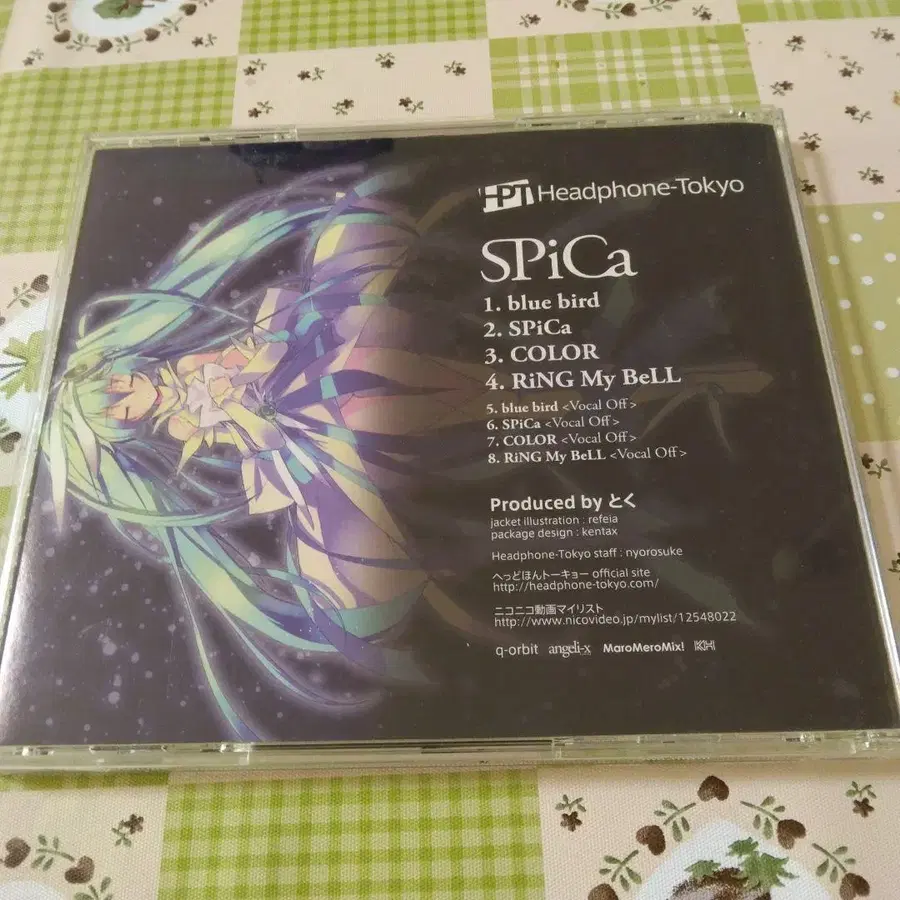 HPT Headphone-Tokyo
SPiCa
1. blue bird
2. SPiCa
3. COLOR
4. RiNG My BeLL
5. blue bird <Vocal Off>
6. SPiCa <Vocal Off>
7. COLOR <Vocal Off>
8. RiNG My BeLL <Vocal Off>
Produced by とく
jacket illustration : refeia
package design : kentax
Headphone-Tokyo staff : nyorosuke
へっどほんトーキョー official site
http://headphone-tokyo.com/
ニコニコ動画マイリスト
http://www.nicovideo.jp/mylist/12548022
q-orbit angeli-x MaroMeroMix! KH